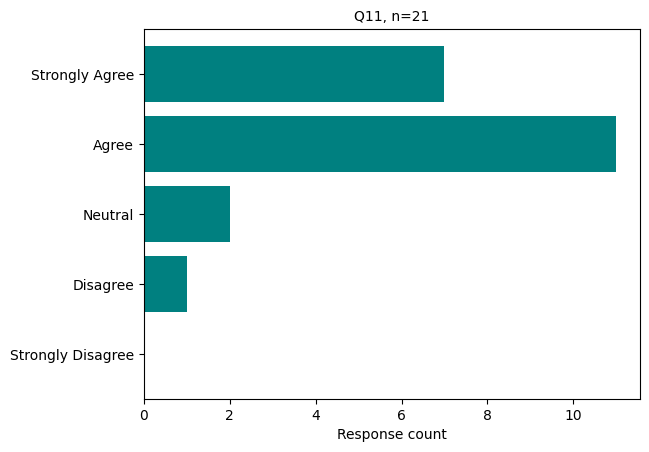 Q11, n=21
Strongly Agree
Agree
Neutral
Disagree
Strongly Disagree
0 2 4 6 8 10
Response count